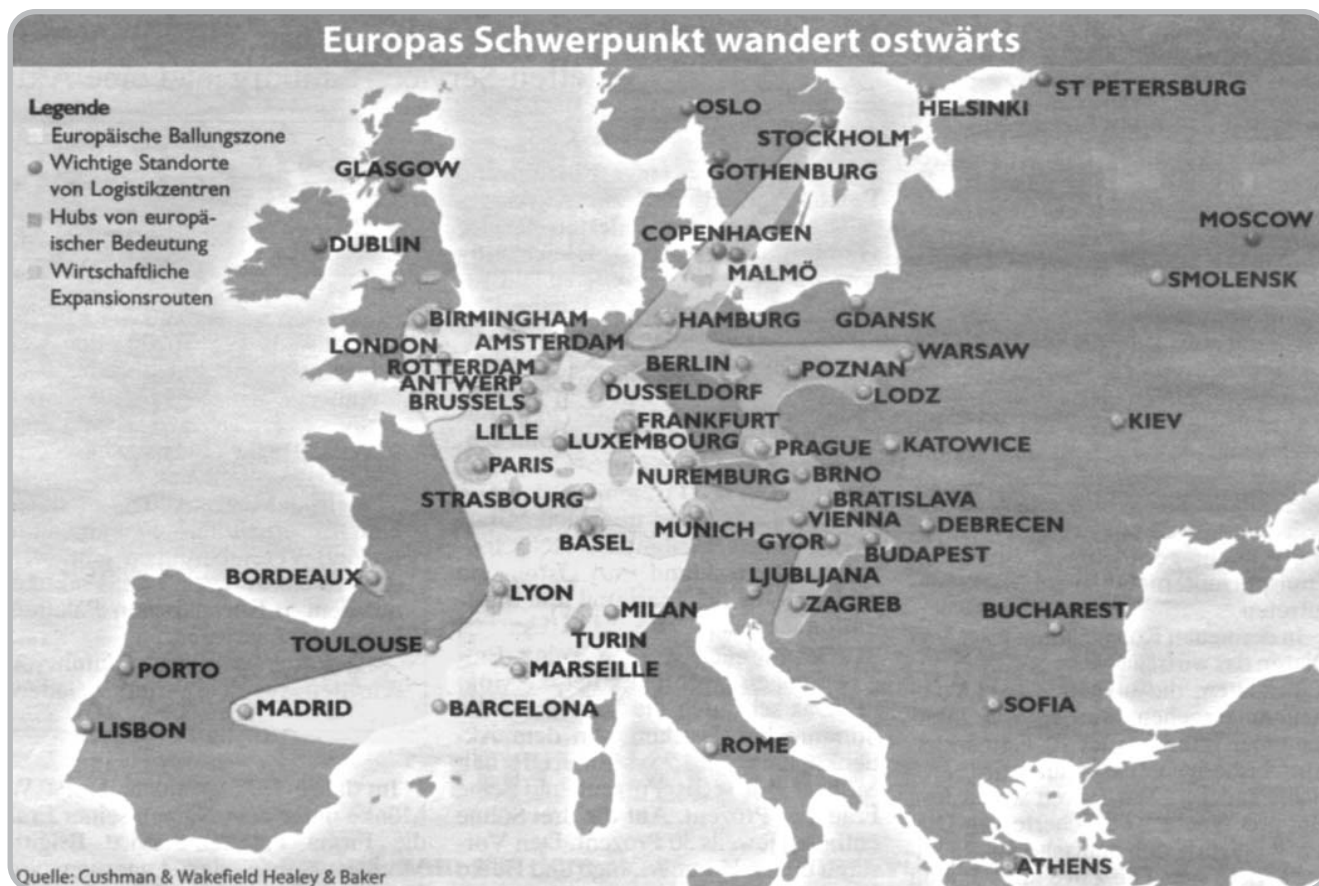 Europas Schwerpunkt wandert ostwärts
Legende
Europäische Ballungszone
Wichtige Standorte
von Logistikzentren
Hubs von europä-
ischer Bedeutung
Wirtschaftliche
Expansionsrouten
OSLO
HELSINKI
ST PETERSBURG
STOCKHOLM
GLASGOW
GOTHENBURG
MOSCOW
DUBLIN
COPENHAGEN
MALMÖ
SMOLENSK
BIRMINGHAM
HAMBURG
GDANSK
LONDON
AMSTERDAM
WARSAW
ROTTERDAM
BERLIN
POZNAN
ANTWERP
DUSSELDORF
LODZ
BRUSSELS
FRANKFURT
KIEV
LILLE
LUXEMBOURG
PRAGUE
KATOWICE
PARIS
NUREMBURG
BRNO
STRASBOURG
BRATISLAVA
MUNICH
VIENNA
DEBRECEN
BASEL
GYOR
BUDAPEST
BORDEAUX
LYON
LJUBLJANA
MILAN
ZAGREB
BUCHAREST
TURIN
TOULOUSE
PORTO
MARSEILLE
MADRID
BARCELONA
SOFIA
LISBON
ROME
ATHENS
Quelle: Cushman & Wakefield Healey & Baker